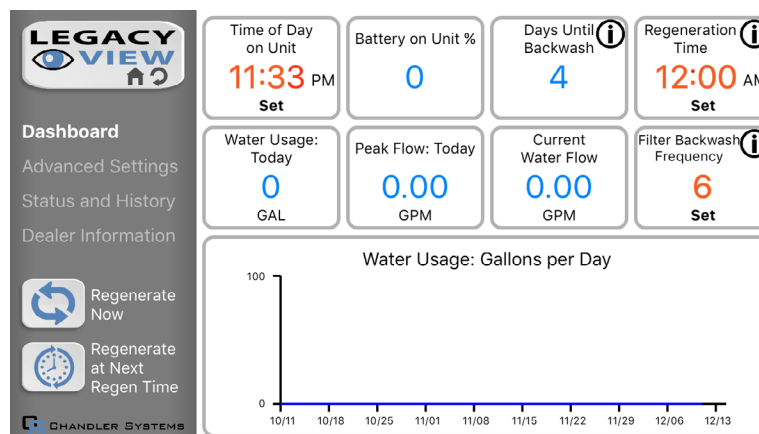 LEGACY
VIEW
Dashboard
Advanced Settings
Status and History
Dealer Information
Regenerate
Now
Regenerate
at Next
Regen Time
CHANDLER SYSTEMS
Time of Day
on Unit
11:33 PM
Set
Battery on Unit %
0
Days Until
Backwash
i
4
Regeneration
Time
i
12:00 AM
Set
Water Usage:
Today
0
GAL
Peak Flow: Today
0.00
GPM
Current
Water Flow
0.00
GPM
Filter Backwash
Frequency
i
6
Set
Water Usage: Gallons per Day
100
0
10/11 10/18 10/25 11/01 11/08 11/15 11/22 11/29 12/06 12/13